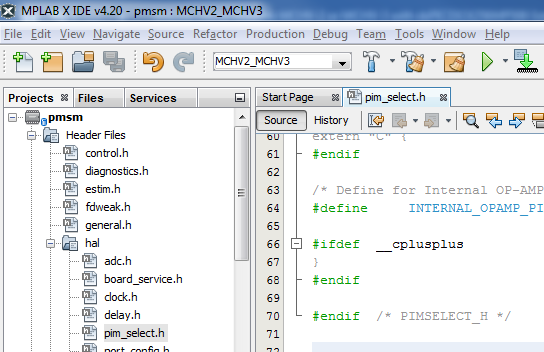 MPLAB X IDE v4.20 - pmsm : MCHV2_MCHV3
File Edit View Navigate Source Refactor Production Debug Team Tools Window Help
MCHV2_MCHV3
Projects Files Services
Start Page pim_select.h
Source History
pmsm
Header Files
control.h
diagnostics.h
estim.h
fdweak.h
general.h
hal
adc.h
board_service.h
clock.h
delay.h
pim_select.h
port_config.h
60 extern "C" {
61 #endif
62
63 /* Define for Internal OP-AMP
64 #define INTERNAL_OPAMP_PI
65
66 #ifdef __cplusplus
67 }
68 #endif
69
70 #endif /* PIMSELECT_H */
71
72